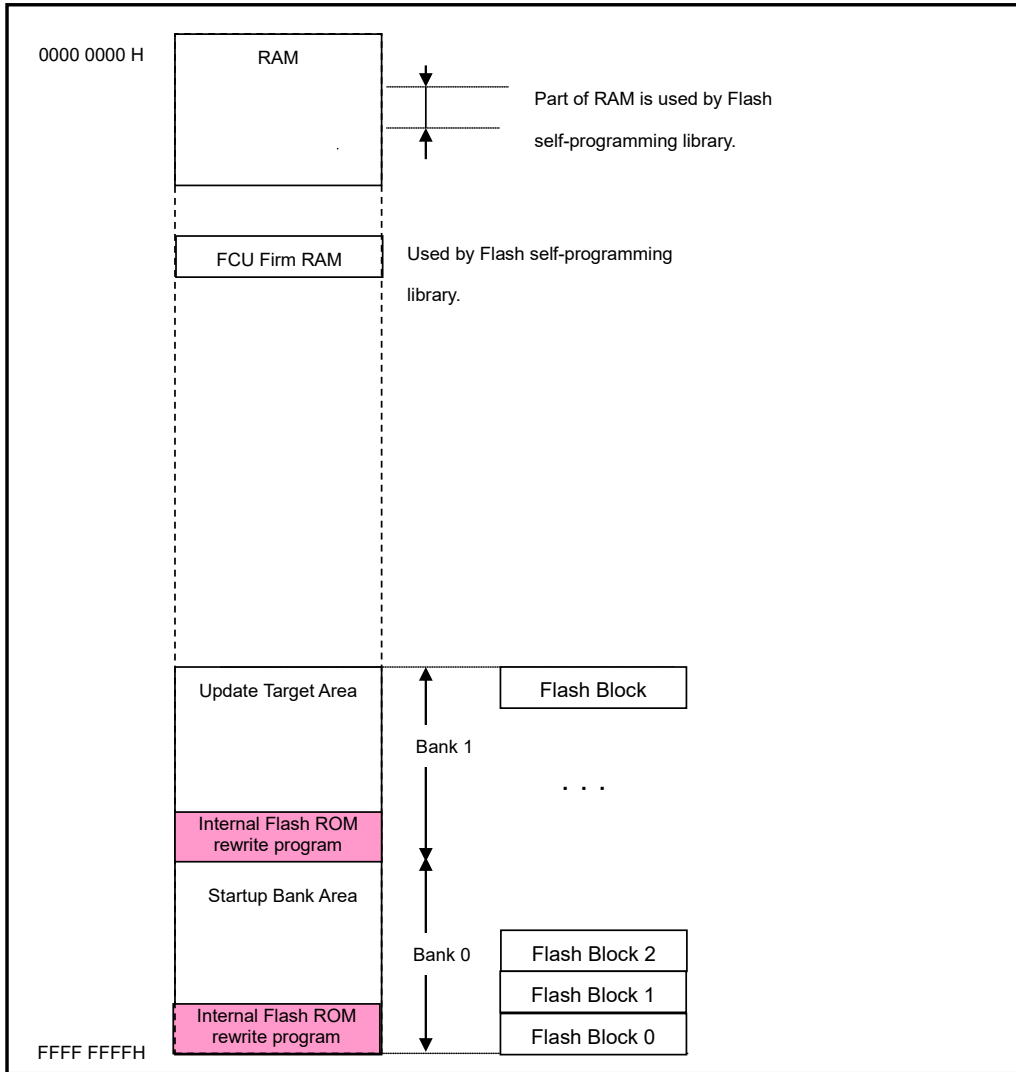 0000 0000 H
RAM
Part of RAM is used by Flash
self-programming library.
FCU Firm RAM
Used by Flash self-programming
library.
Update Target Area
Flash Block
Bank 1
. . .
Internal Flash ROM
rewrite program
Startup Bank Area
Bank 0
Flash Block 2
Flash Block 1
Internal Flash ROM
rewrite program
Flash Block 0
FFFF FFFFH